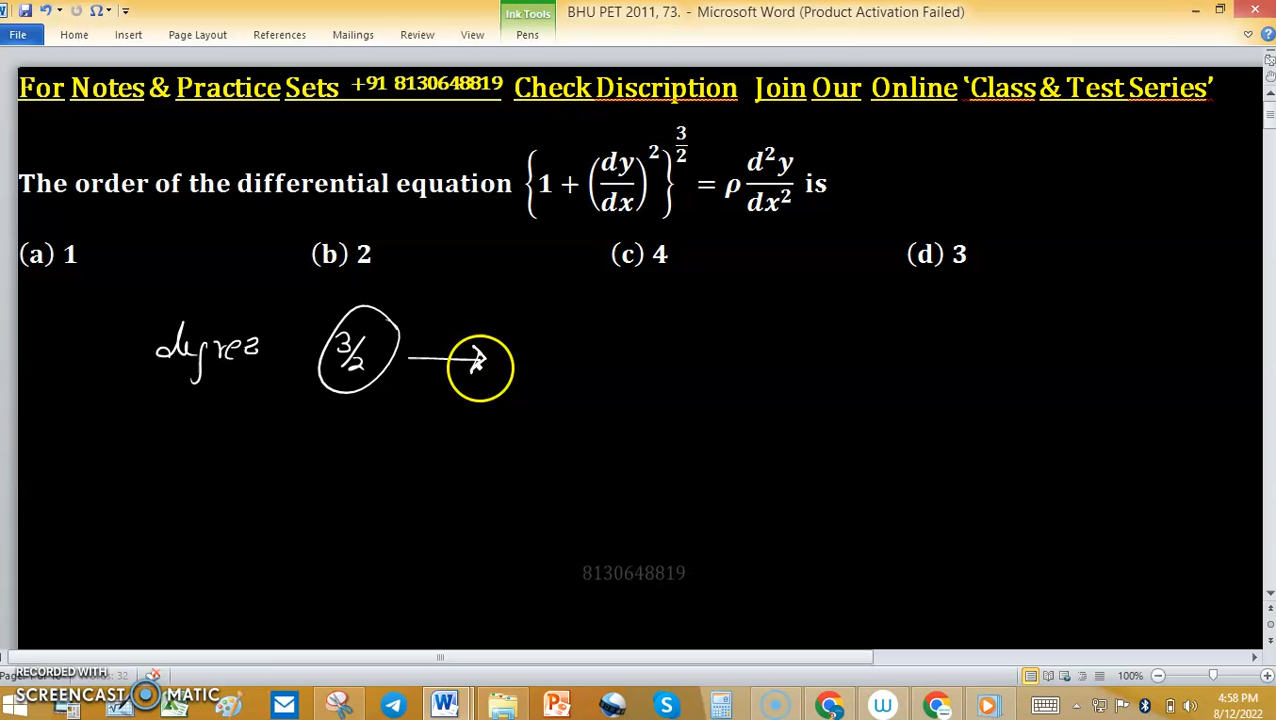 Ink Tools
BHU PET 2011, 73. - Microsoft Word (Product Activation Failed)
File Home Insert Page Layout References Mailings Review View Pens
For Notes & Practice Sets +91 8130648819 Check Discription Join Our Online 'Class & Test Series'
The order of the differential equation {1 + (dy/dx)^2}^(3/2) = ρ d²y/dx² is
(a) 1 (b) 2 (c) 4 (d) 3
degree 3/2 →
8130648819
RECORDED WITH
SCREENCAST MATIC
32
100%
4:58 PM
8/12/2022